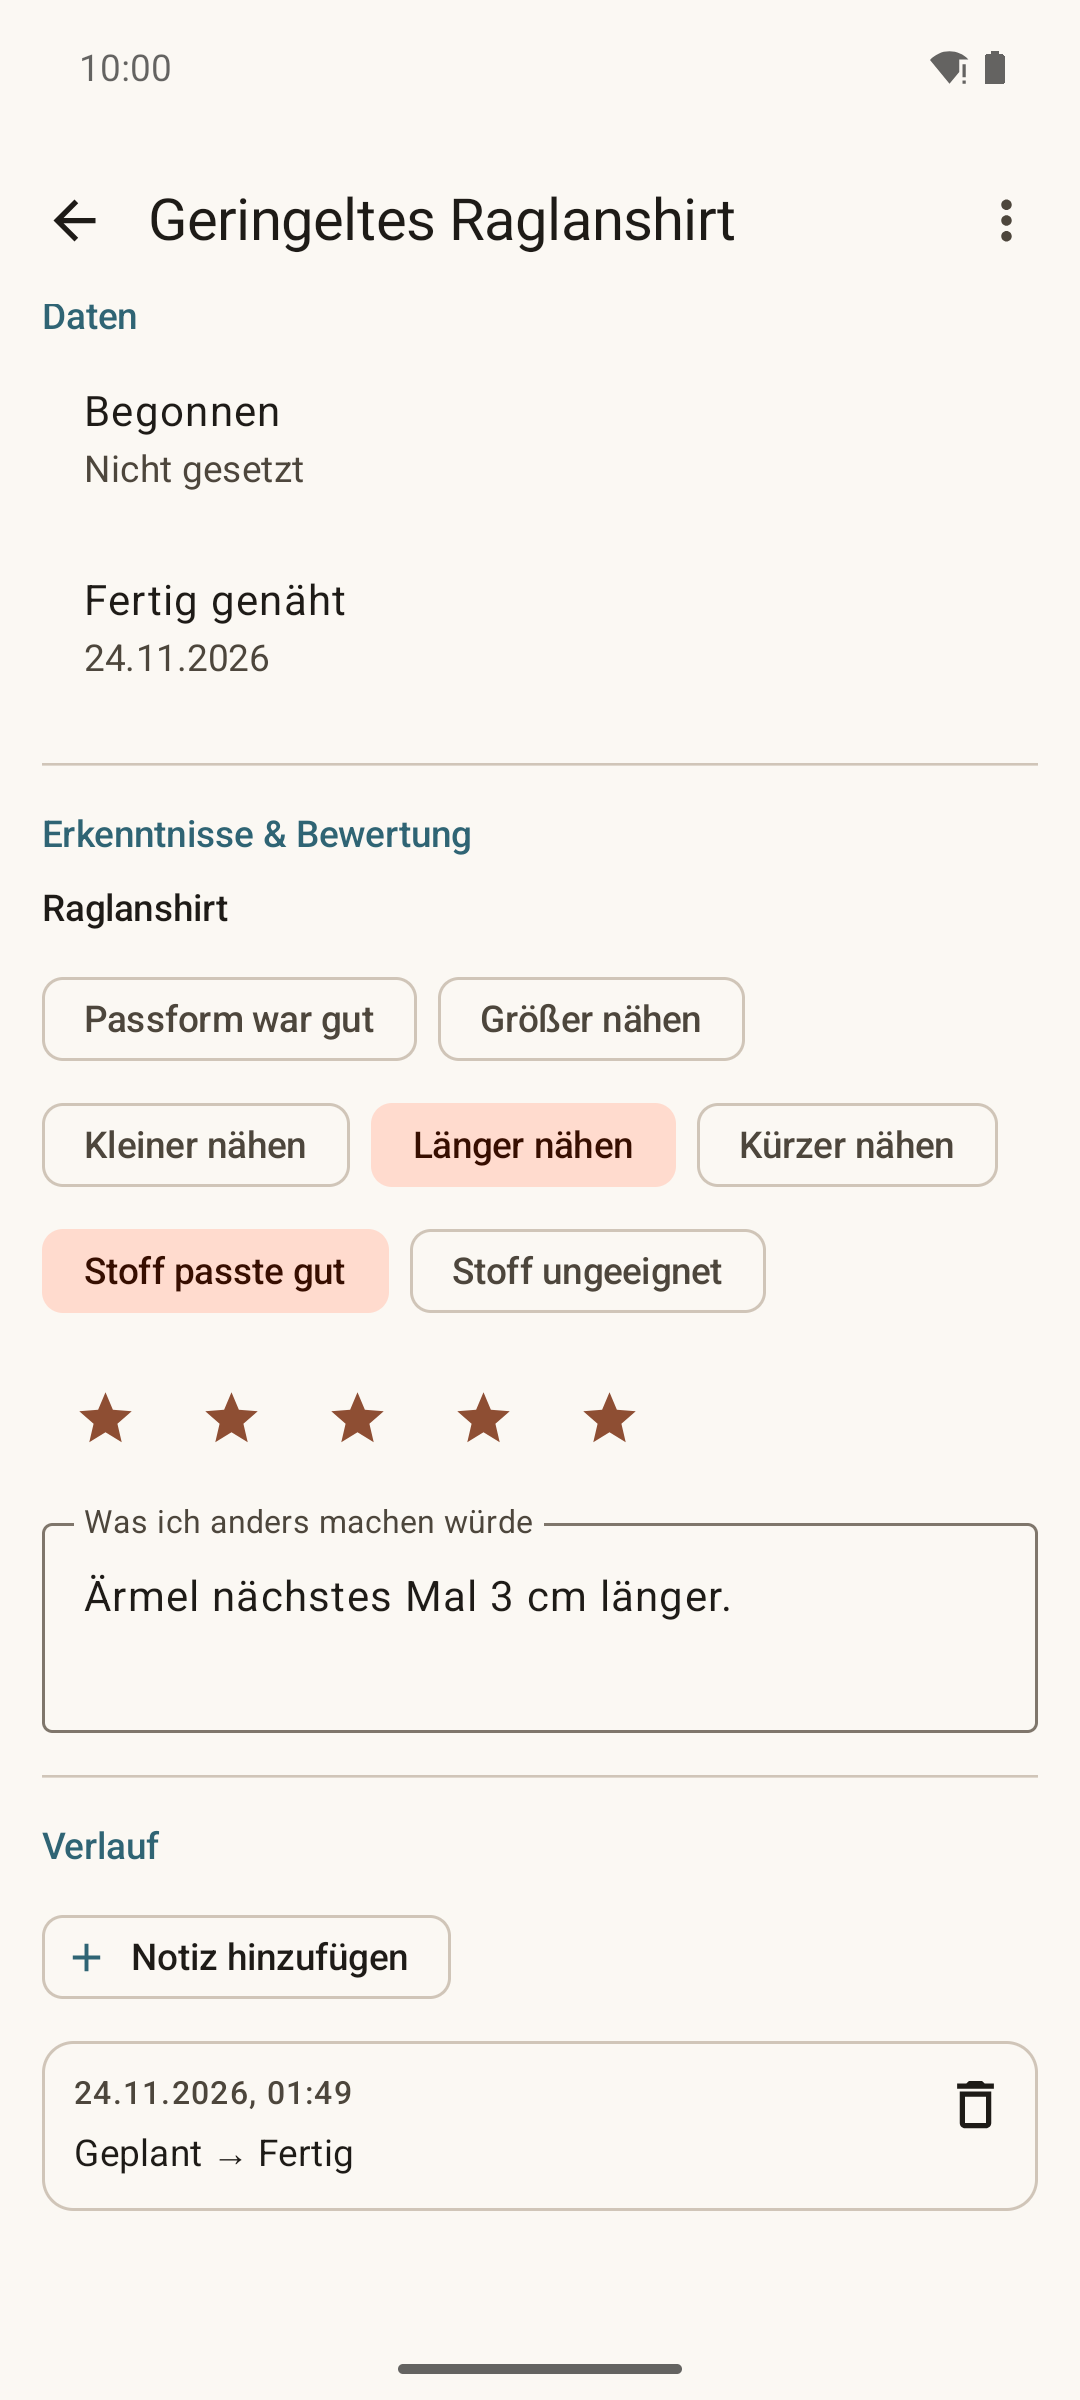 10:00
Geringeltes Raglanshirt
Daten
Begonnen
Nicht gesetzt
Fertig genäht
24.11.2026
Erkenntnisse & Bewertung
Raglanshirt
Passform war gut
Größer nähen
Kleiner nähen
Länger nähen
Kürzer nähen
Stoff passte gut
Stoff ungeeignet
Was ich anders machen würde
Ärmel nächstes Mal 3 cm länger.
Verlauf
Notiz hinzufügen
24.11.2026, 01:49
Geplant → Fertig